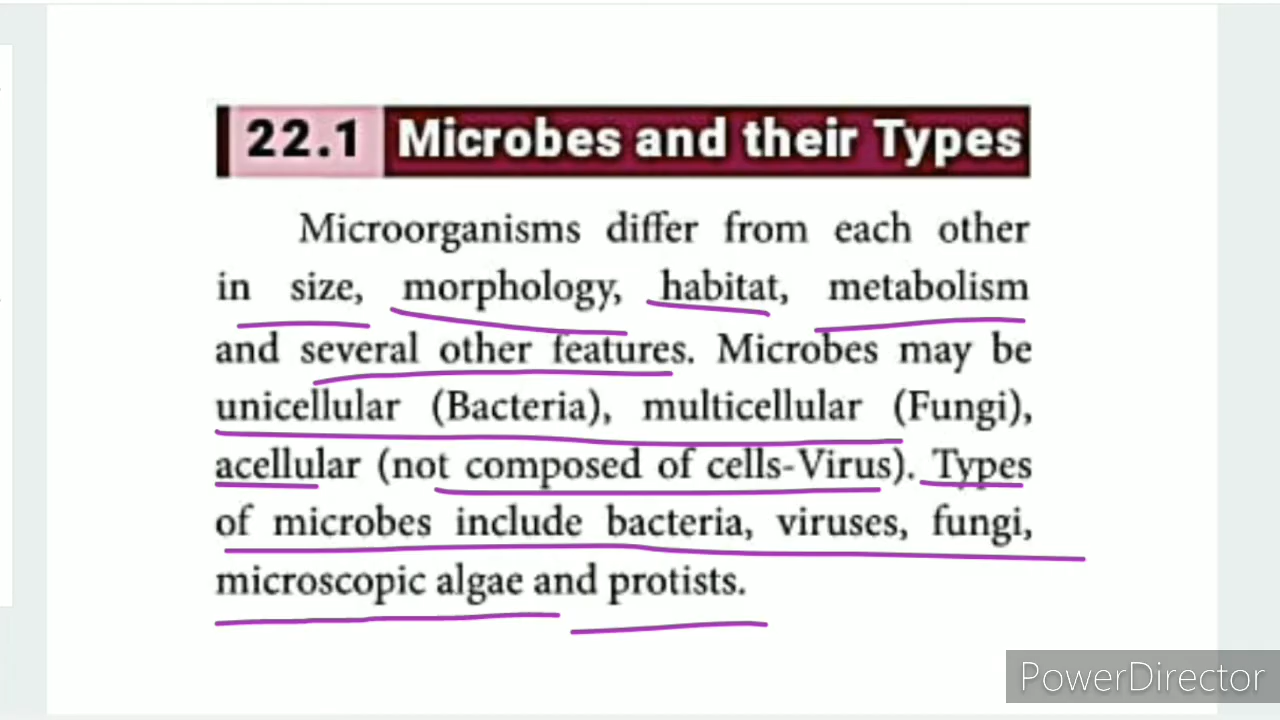 22.1 Microbes and their Types
Microorganisms differ from each other
in size, morphology, habitat, metabolism
and several other features. Microbes may be
unicellular (Bacteria), multicellular (Fungi),
acellular (not composed of cells-Virus). Types
of microbes include bacteria, viruses, fungi,
microscopic algae and protists.
PowerDirector